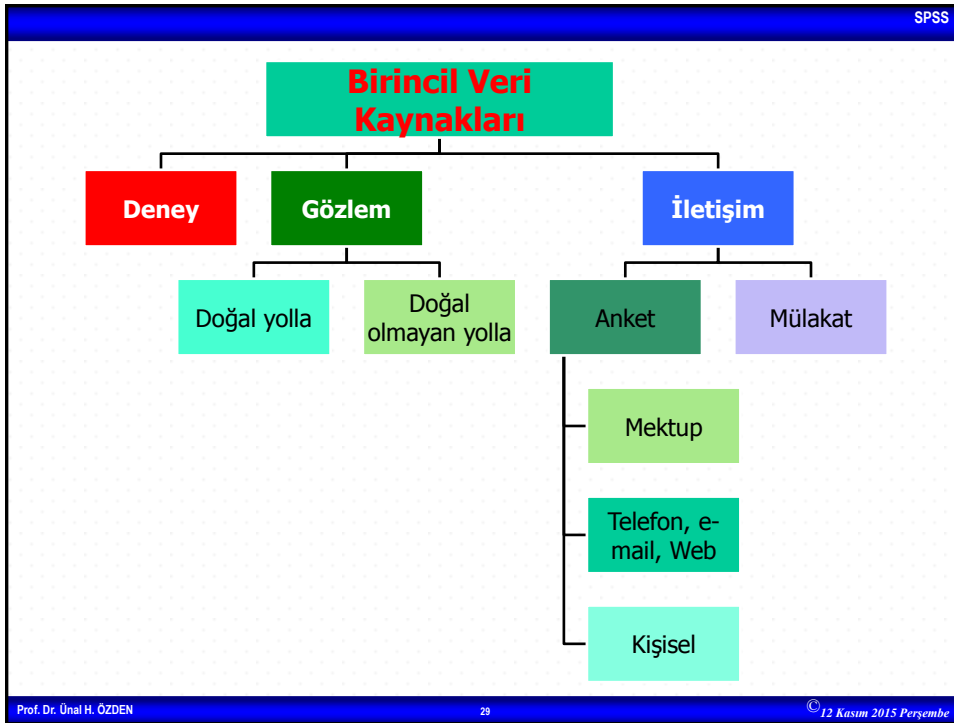 SPSS
Birincil Veri
Kaynakları
Deney
Gözlem
İletişim
Doğal yolla
Doğal
olmayan yolla
Anket
Mülakat
Mektup
Telefon, e-
mail, Web
Kişisel
Prof. Dr. Ünal H. ÖZDEN
29
©12 Kasım 2015 Perşembe